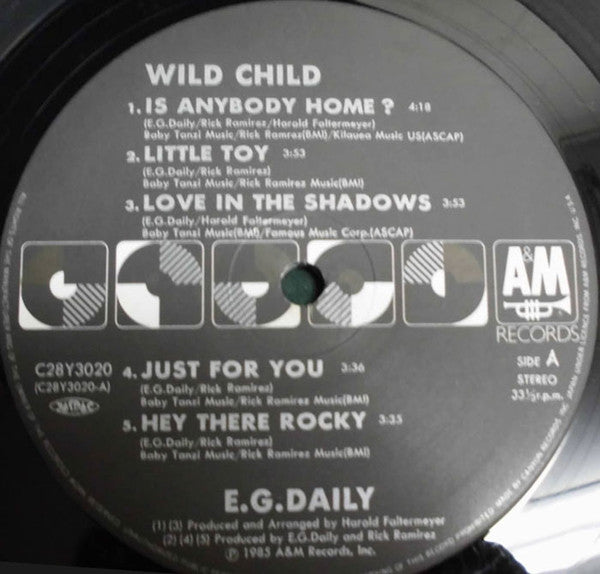 WILD CHILD
1. IS ANYBODY HOME? 4:18
(E.G.Daily/Rick Ramirez/Harold Faltermeyer)
Baby Tanzi Music/Rick Ramrez(BMI)/Kilauea Music US(ASCAP)
2. LITTLE TOY 3:53
(E.G.Daily/Rick Ramirez)
Baby Tanzi Music/Rick Ramirez Music(BMI)
3. LOVE IN THE SHADOWS 3:53
(E.G.Daily/Harold Faltermeyer)
Baby Tanzi Music(BMI)/Famous Music Corp.(ASCAP)
A&M
RECORDS
C28Y3020
(C28Y3020-A)
SIDE A
STEREO
33⅓r.p.m.
4. JUST FOR YOU 3:36
(E.G.Daily/Rick Ramirez)
Baby Tanzi Music/Rick Ramirez Music(BMI)
5. HEY THERE ROCKY 3:35
(E.G.Daily/Rick Ramirez)
Baby Tanzi Music/Rick Ramirez Music(BMI)
E.G.DAILY
(1) (3) Produced and Arranged by Harold Faltermeyer
(2) (4) (5) Produced by E.G.Daily and Rick Ramirez
Ⓟ 1985 A&M Records, Inc.